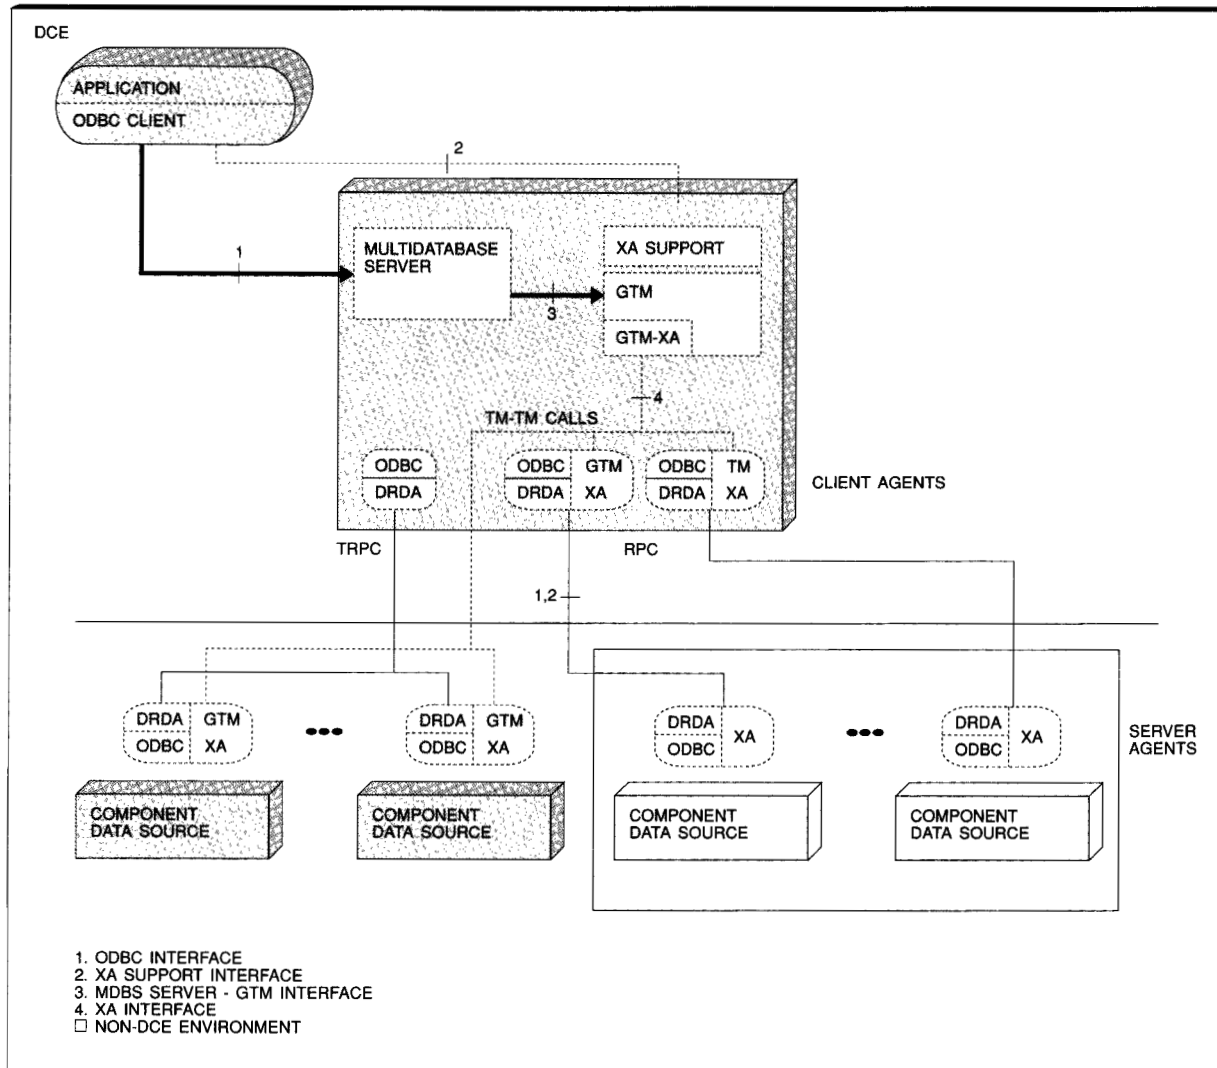 DCE
APPLICATION
ODBC CLIENT
2
1
MULTIDATABASE
SERVER
XA SUPPORT
GTM
3
GTM-XA
4
TM-TM CALLS
ODBC
DRDA
ODBC GTM
DRDA XA
ODBC TM
DRDA XA
CLIENT AGENTS
TRPC
RPC
1,2
DRDA GTM
ODBC XA
DRDA GTM
ODBC XA
DRDA
ODBC
XA
DRDA
ODBC
XA
SERVER
AGENTS
COMPONENT
DATA SOURCE
COMPONENT
DATA SOURCE
COMPONENT
DATA SOURCE
COMPONENT
DATA SOURCE
1. ODBC INTERFACE
2. XA SUPPORT INTERFACE
3. MDBS SERVER - GTM INTERFACE
4. XA INTERFACE
□ NON-DCE ENVIRONMENT